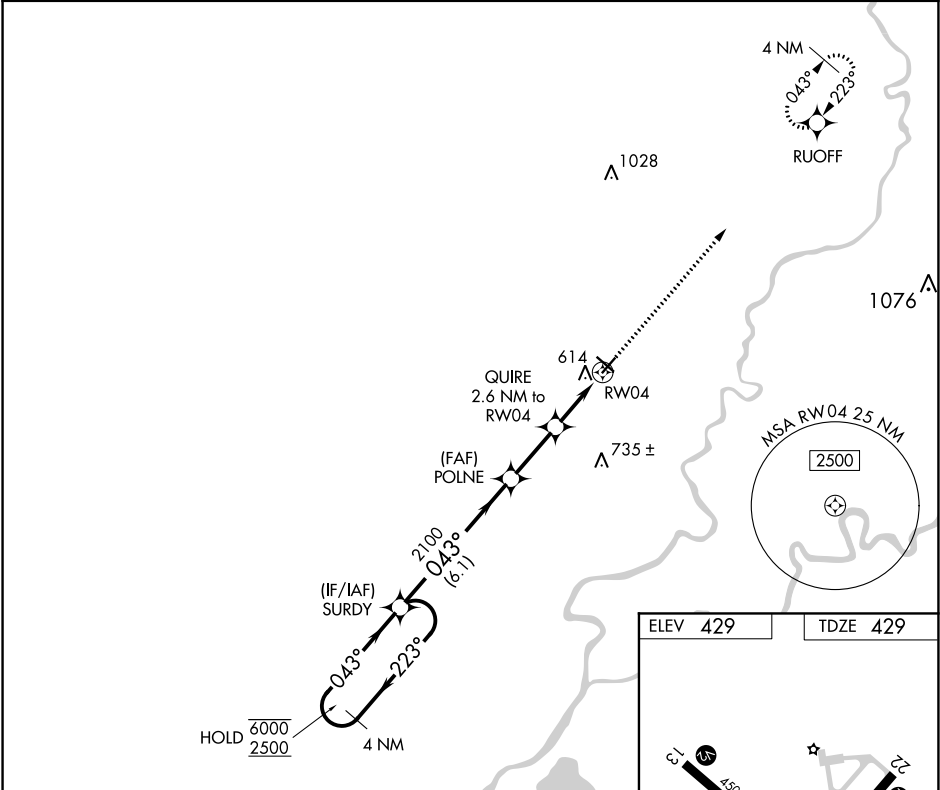 4 NM
043°
223°
RUOFF
1028
1076
614
RW04
QUIRE
2.6 NM to
RW04
735 ±
(FAF)
POLNE
MSA RW04 25 NM
2500
2100
043°
(6.1)
(IF/IAF)
SURDY
043°
223°
HOLD 6000
2500
4 NM
ELEV 429
TDZE 429
13
V5
450
22